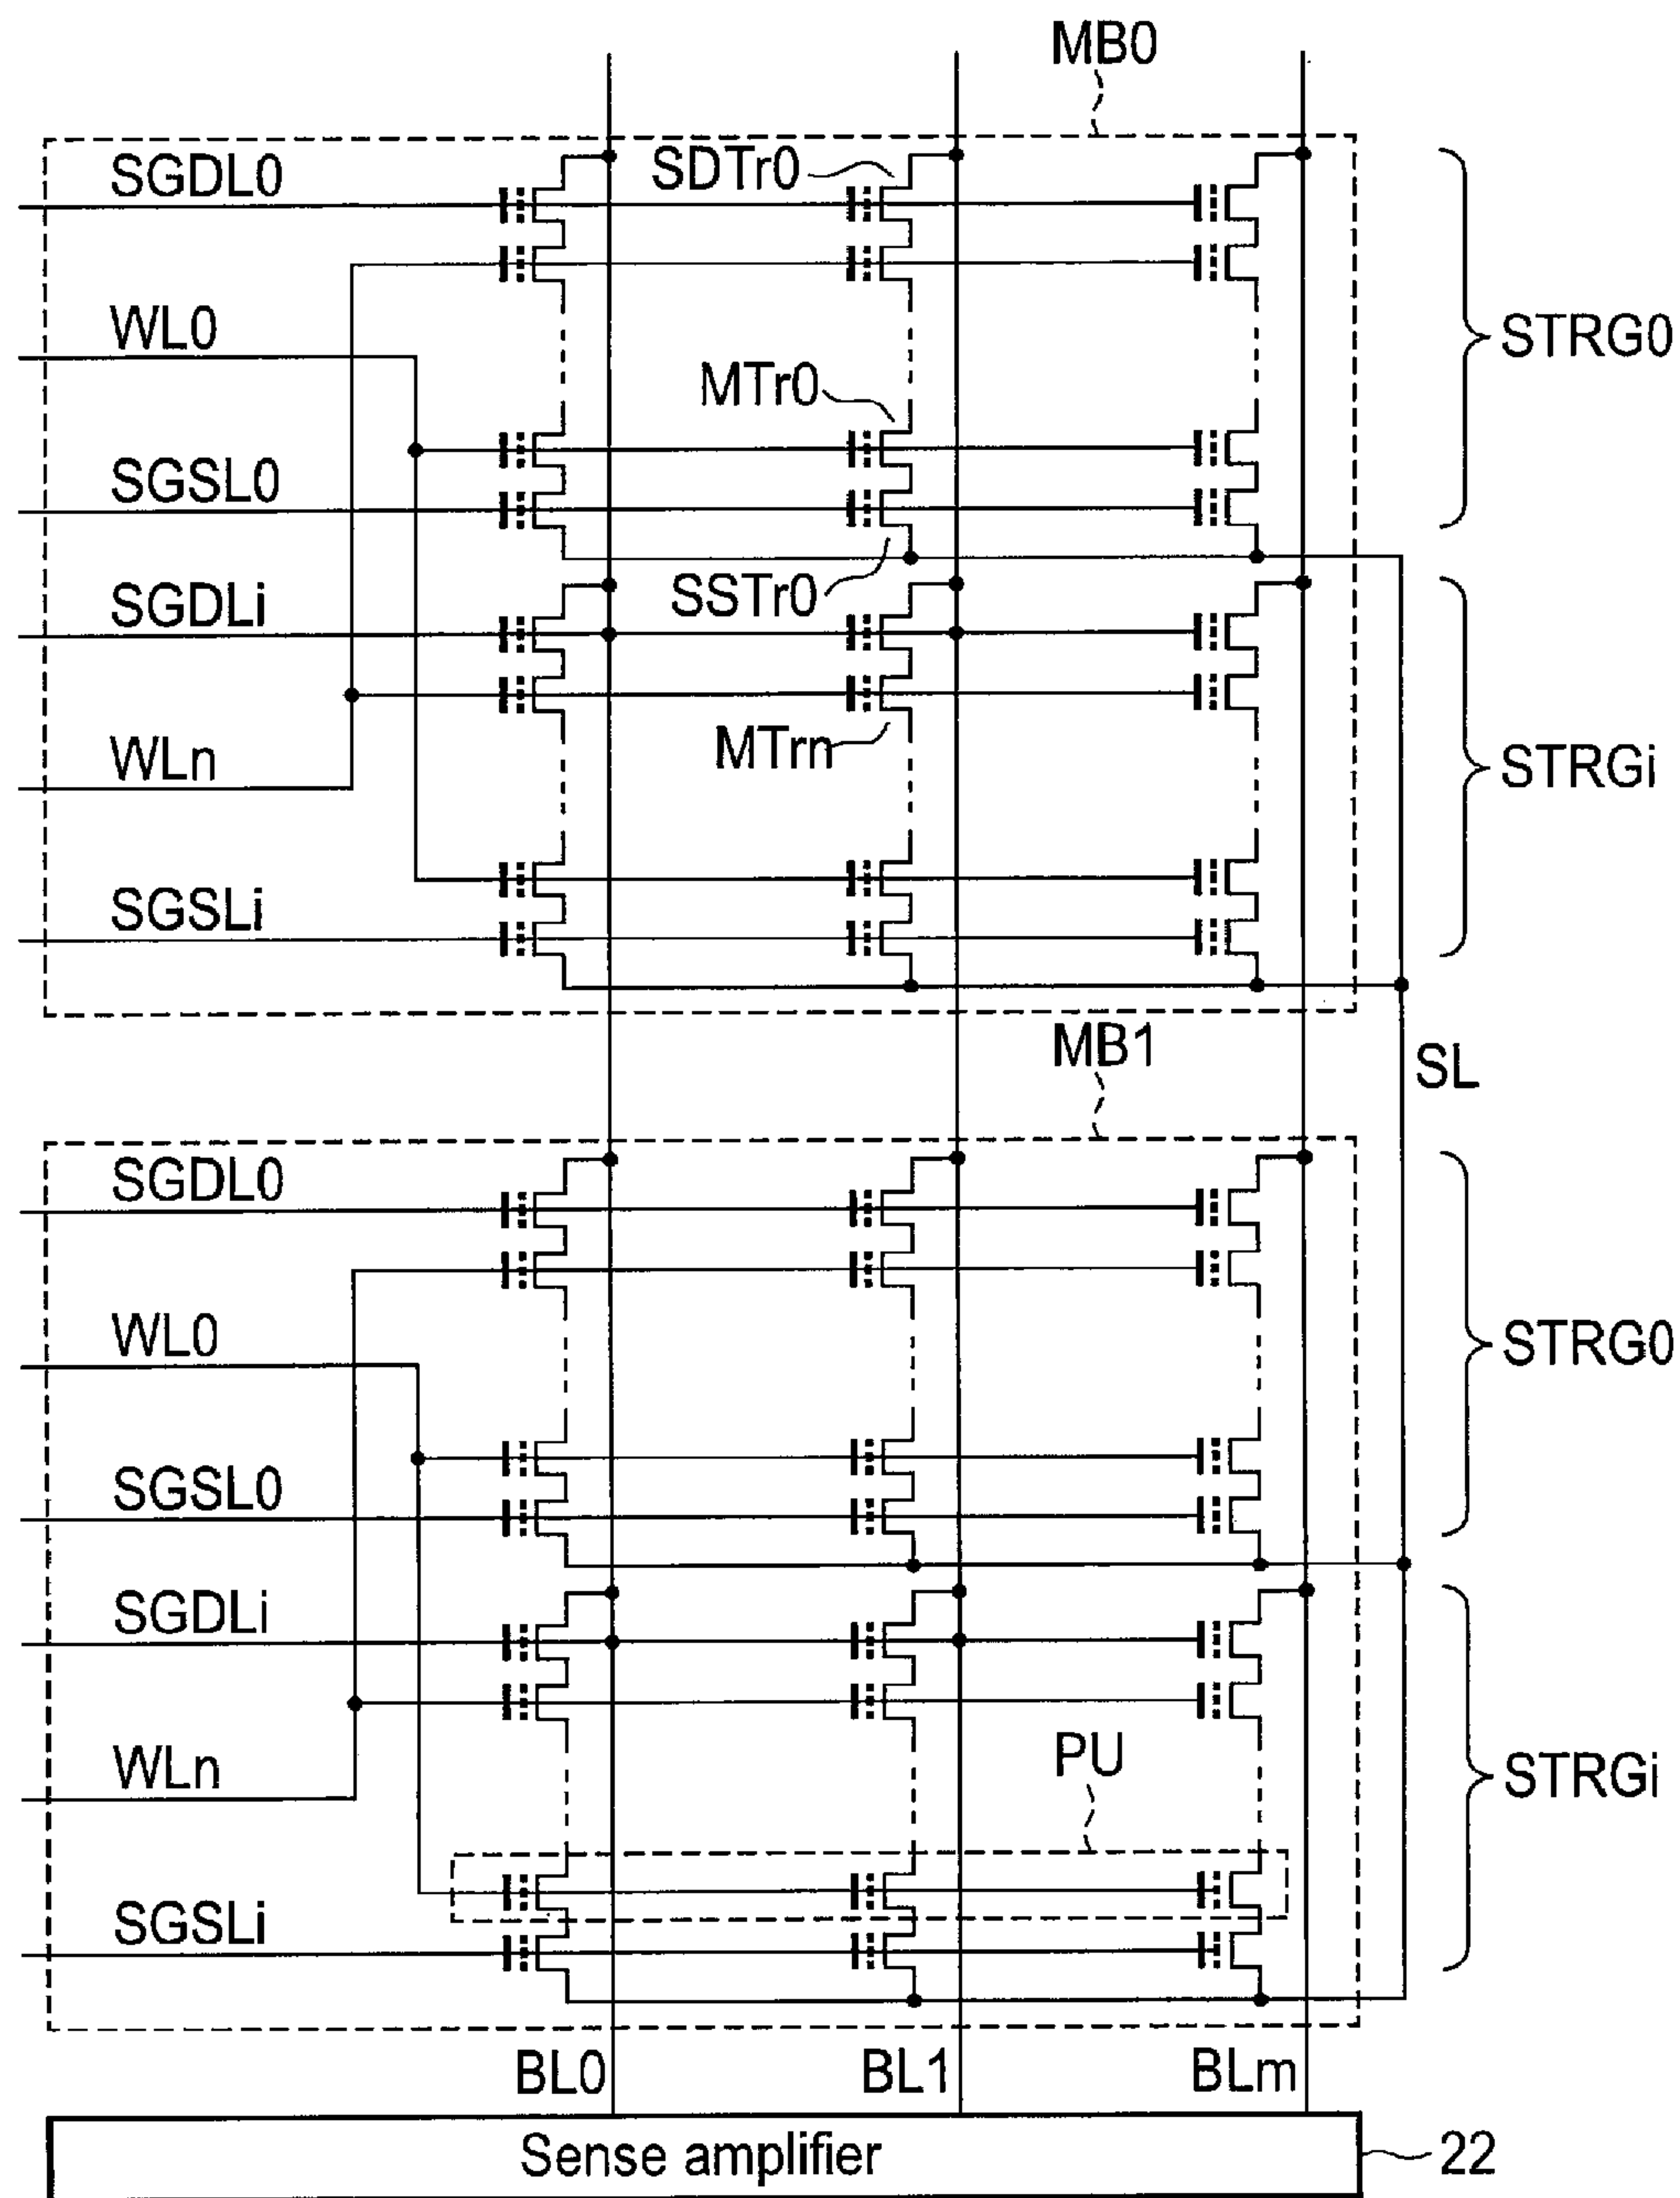 MB0
SGDL0
SDTr0
WL0
STRG0
MTr0
SGSL0
SSTr0
SGDLi
MTrn
WLn
STRGi
SGSLi
MB1
SL
SGDL0
WL0
STRG0
SGSL0
SGDLi
PU
WLn
STRGi
SGSLi
BL0
BL1
BLm
Sense amplifier
22